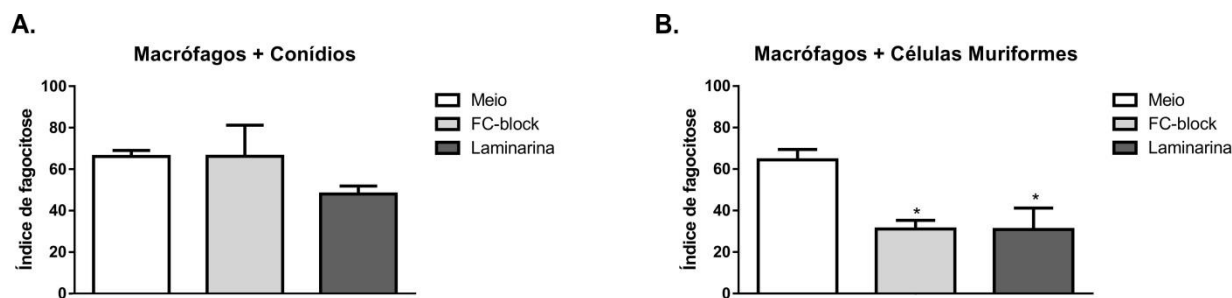 A.
Macrófagos + Conídios
Índice de fagocitose
100
80
60
40
20
0
Meio
FC-block
Laminarina
B.
Macrófagos + Células Muriformes
Índice de fagocitose
100
80
60
40
20
0
*
*
Meio
FC-block
Laminarina